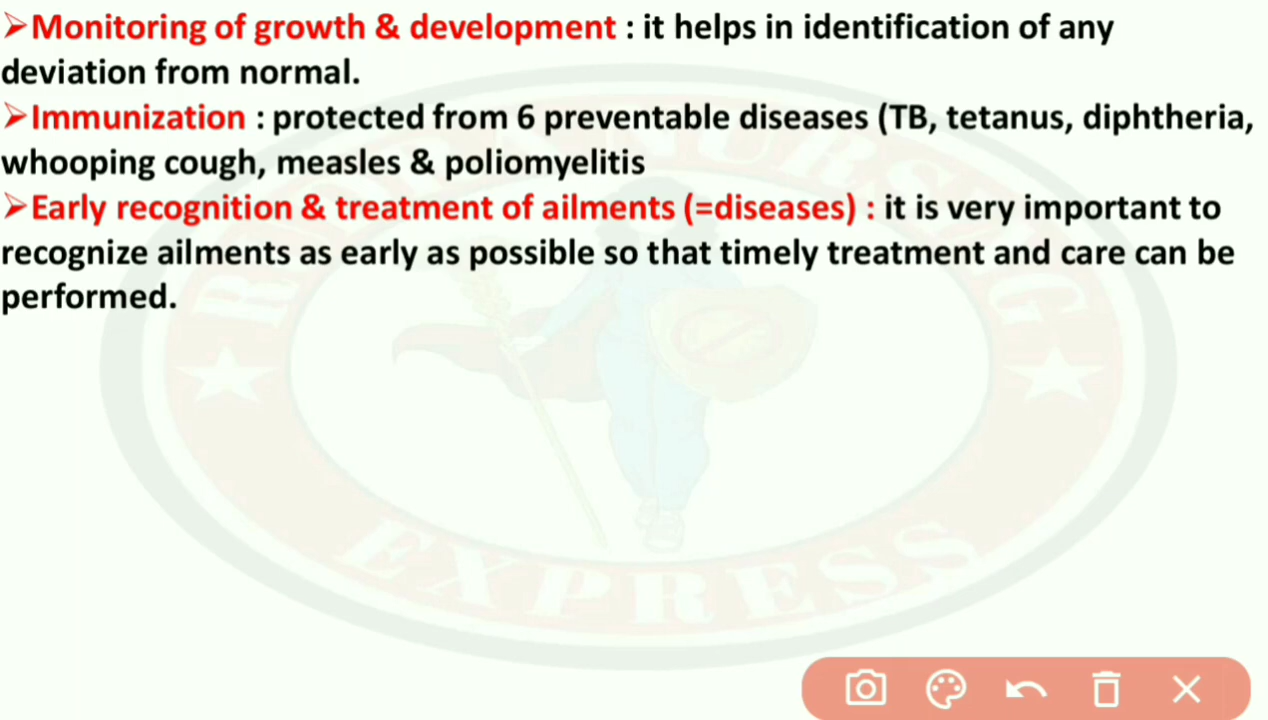 ➢Monitoring of growth & development : it helps in identification of any
deviation from normal.
➢Immunization : protected from 6 preventable diseases (TB, tetanus, diphtheria,
whooping cough, measles & poliomyelitis
➢Early recognition & treatment of ailments (=diseases) : it is very important to
recognize ailments as early as possible so that timely treatment and care can be
performed.
EXPRESS